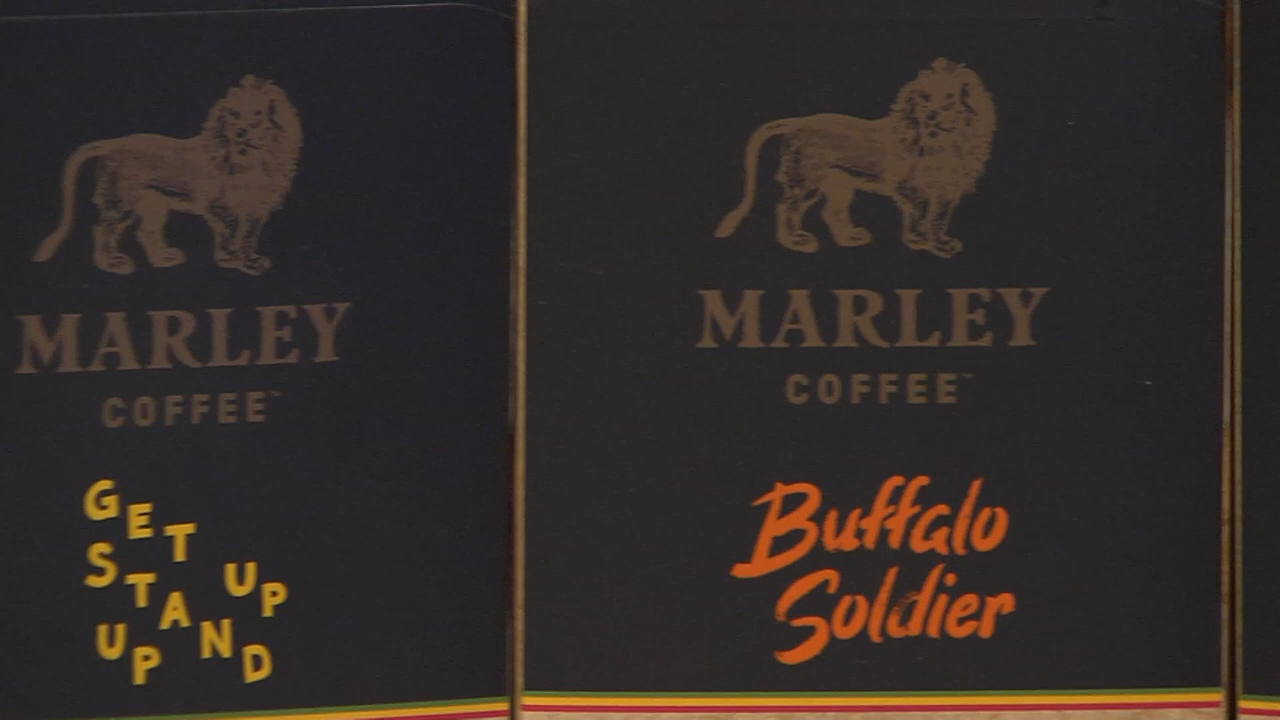 MARLEY
COFFEE™
GET UP
STAND
UP
MARLEY
COFFEE™
Buffalo
Soldier